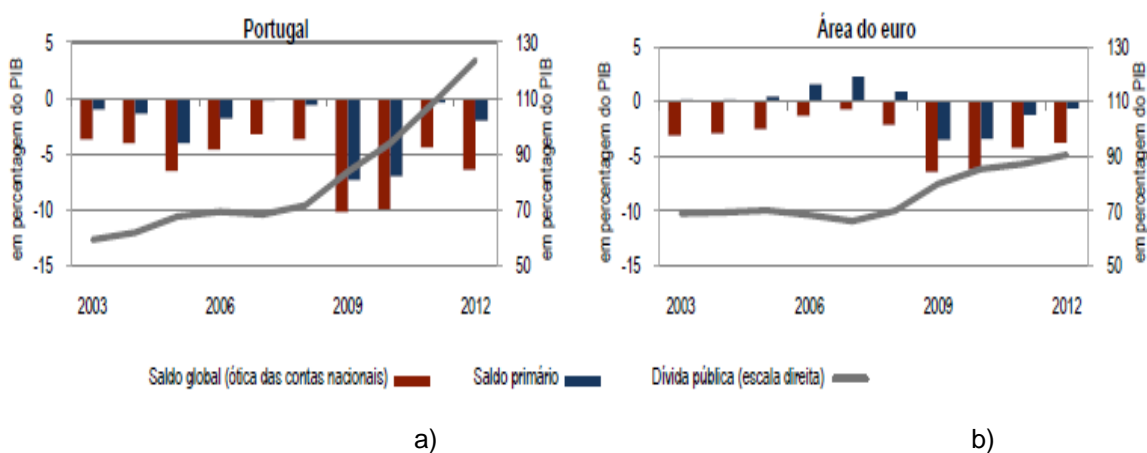 Portugal
5
0
-5
-10
-15
em percentagem do PIB
130
110
90
70
50
em percentagem do PIB
2003
2006
2009
2012
Área do euro
5
0
-5
-10
-15
em percentagem do PIB
130
110
90
70
50
em percentagem do PIB
2003
2006
2009
2012
Saldo global (ótica das contas nacionais)
Saldo primário
Dívida pública (escala direita)
a)
b)